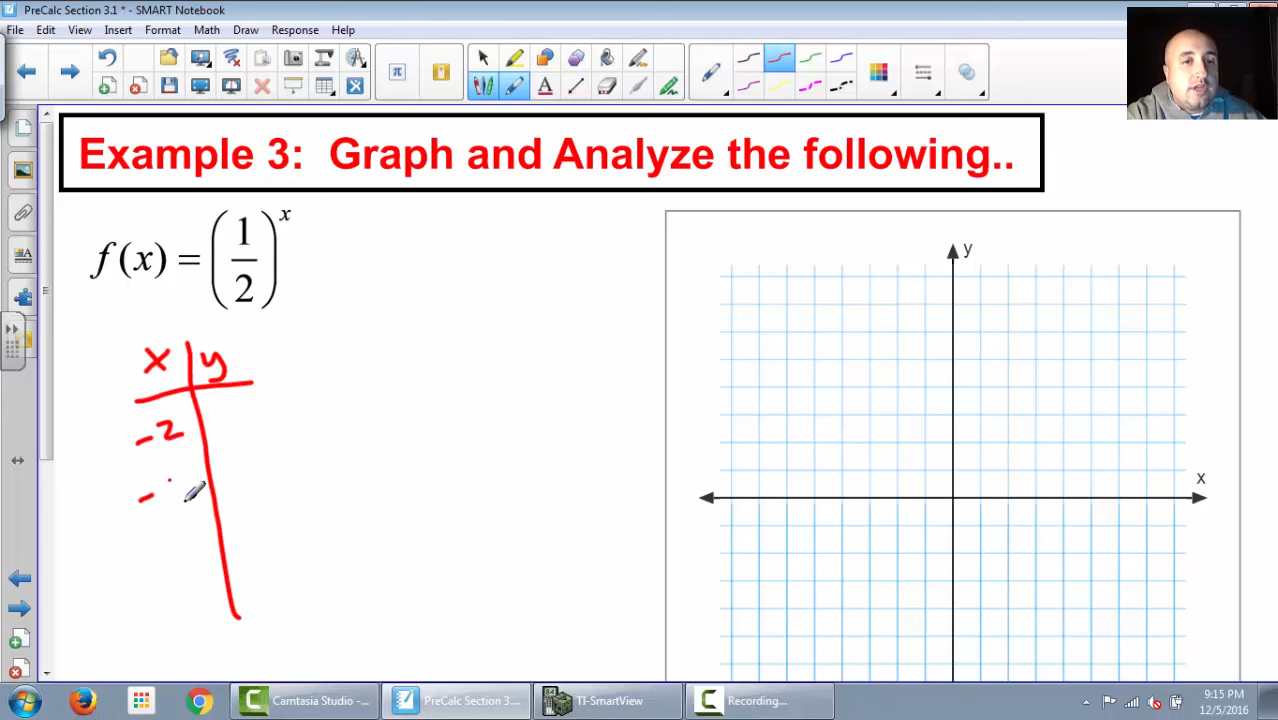 PreCalc Section 3.1 * - SMART Notebook
File Edit View Insert Format Math Draw Response Help
Example 3: Graph and Analyze the following..
f(x) = (1/2)^x
x y
-2
-
y
x
Camtasia Studio -... PreCalc Section 3.... TI-SmartView Recording...
9:15 PM
12/5/2016